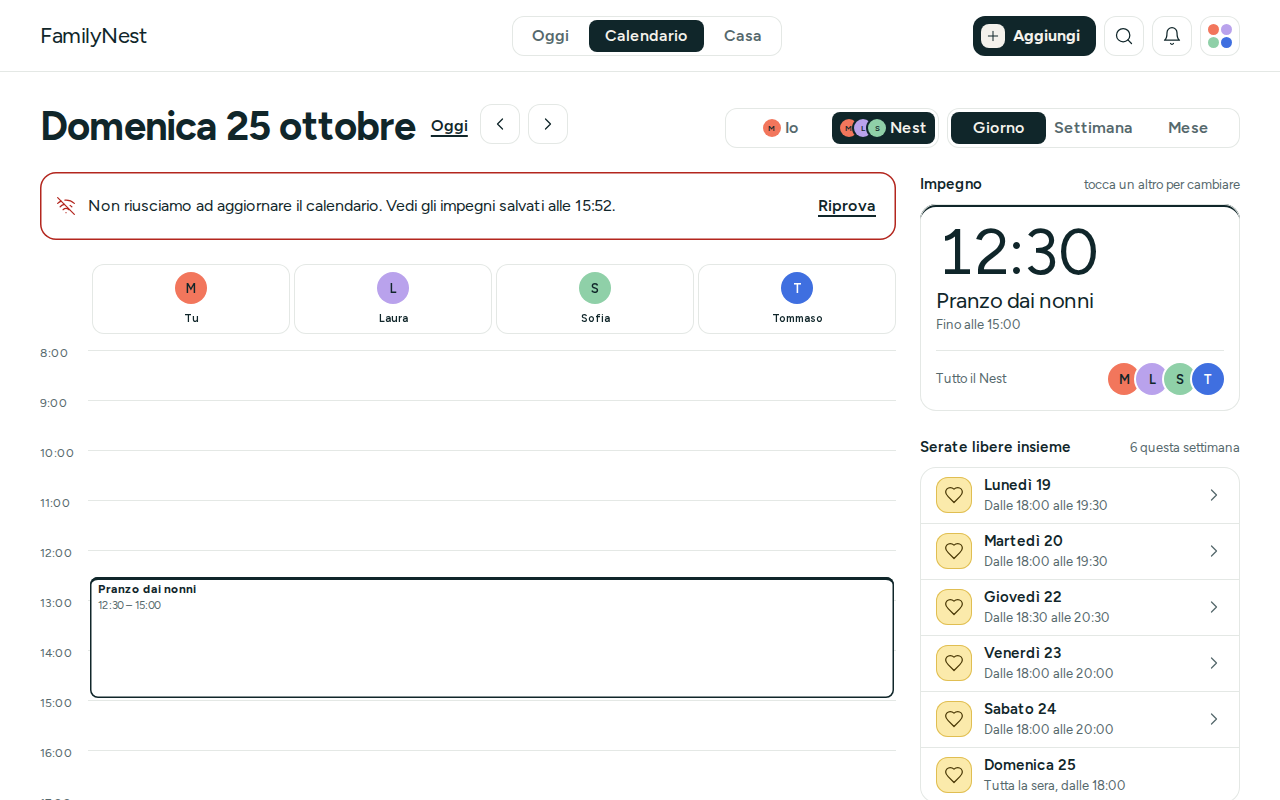 FamilyNest
Oggi
Calendario
Casa
Aggiungi
Domenica 25 ottobre
Oggi
M
Io
M L S
Nest
Giorno
Settimana
Mese
Non riusciamo ad aggiornare il calendario. Vedi gli impegni salvati alle 15:52.
Riprova
M
Tu
L
Laura
S
Sofia
T
Tommaso
8:00
9:00
10:00
11:00
12:00
13:00
14:00
15:00
16:00
Pranzo dai nonni
12:30 – 15:00
Impegno
tocca un altro per cambiare
12:30
Pranzo dai nonni
Fino alle 15:00
Tutto il Nest
M L S T
Serate libere insieme
6 questa settimana
Lunedì 19
Dalle 18:00 alle 19:30
Martedì 20
Dalle 18:00 alle 19:30
Giovedì 22
Dalle 18:30 alle 20:30
Venerdì 23
Dalle 18:00 alle 20:00
Sabato 24
Dalle 18:00 alle 20:00
Domenica 25
Tutta la sera, dalle 18:00